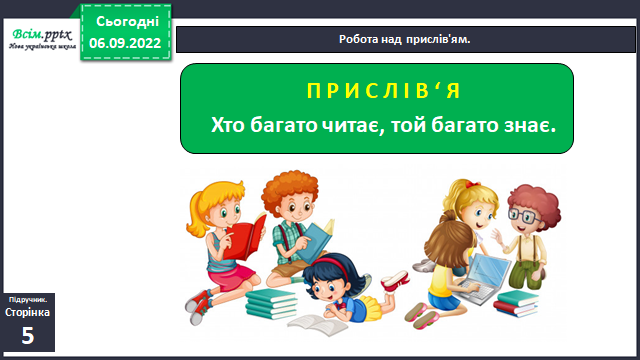 Всім.pptx
Нова українська школа
Сьогодні
06.09.2022
Робота над прислів'ям.
П Р И С Л І В ‘ Я
Хто багато читає, той багато знає.
Підручник.
Сторінка
5